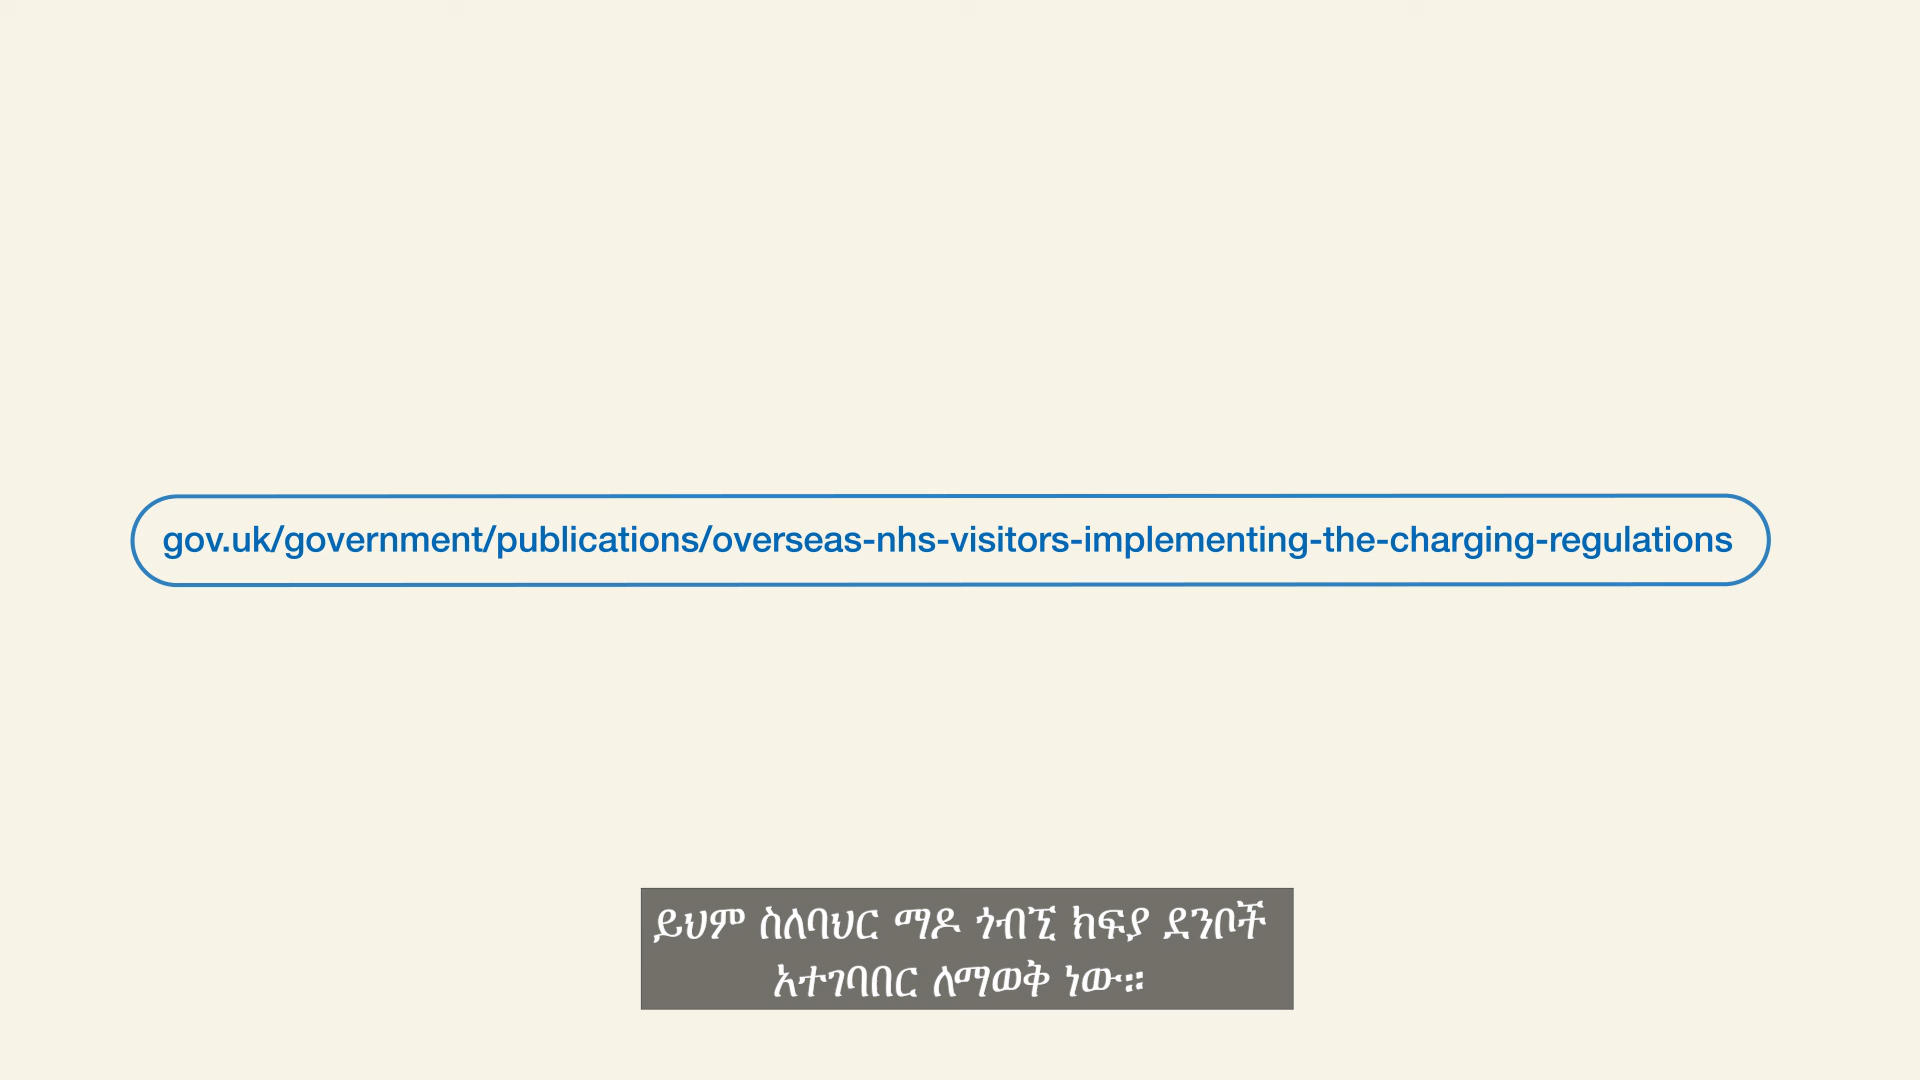 gov.uk/government/publications/overseas-nhs-visitors-implementing-the-charging-regulations
ይህም ስለባህር ማዶ ጎብኚ ክፍያ ደንቦች
አተገባበር ለማወቅ ነው።